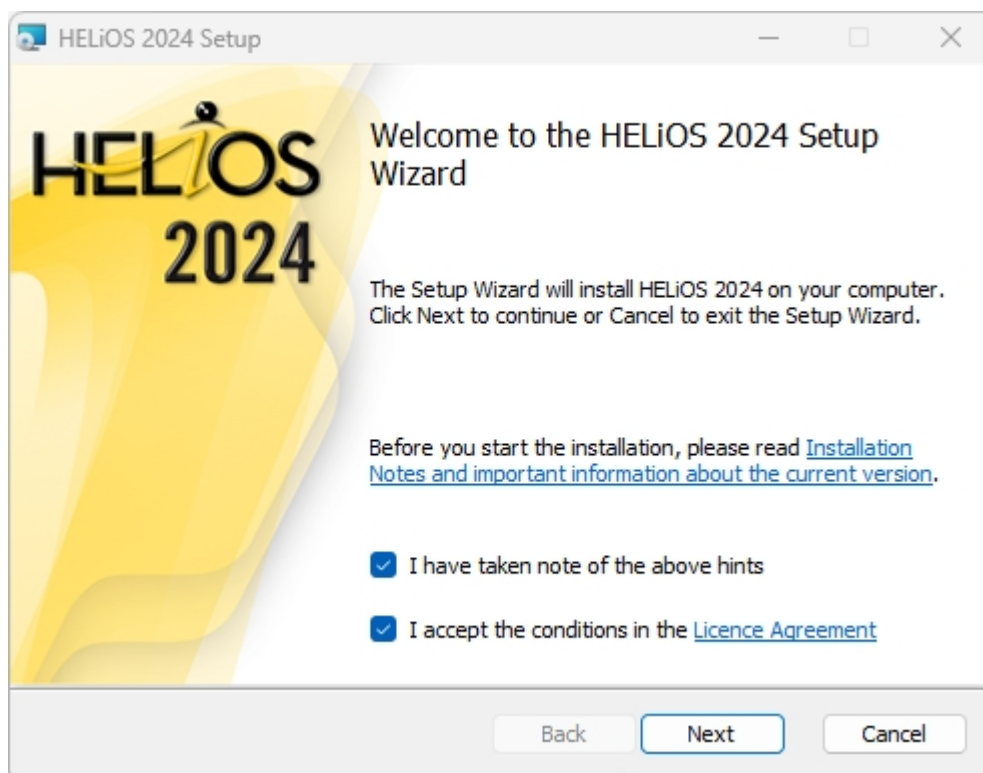 HELiOS 2024 Setup
HELiOS
2024
Welcome to the HELiOS 2024 Setup
Wizard
The Setup Wizard will install HELiOS 2024 on your computer.
Click Next to continue or Cancel to exit the Setup Wizard.
Before you start the installation, please read Installation
Notes and important information about the current version.
I have taken note of the above hints
I accept the conditions in the Licence Agreement
Back Next Cancel